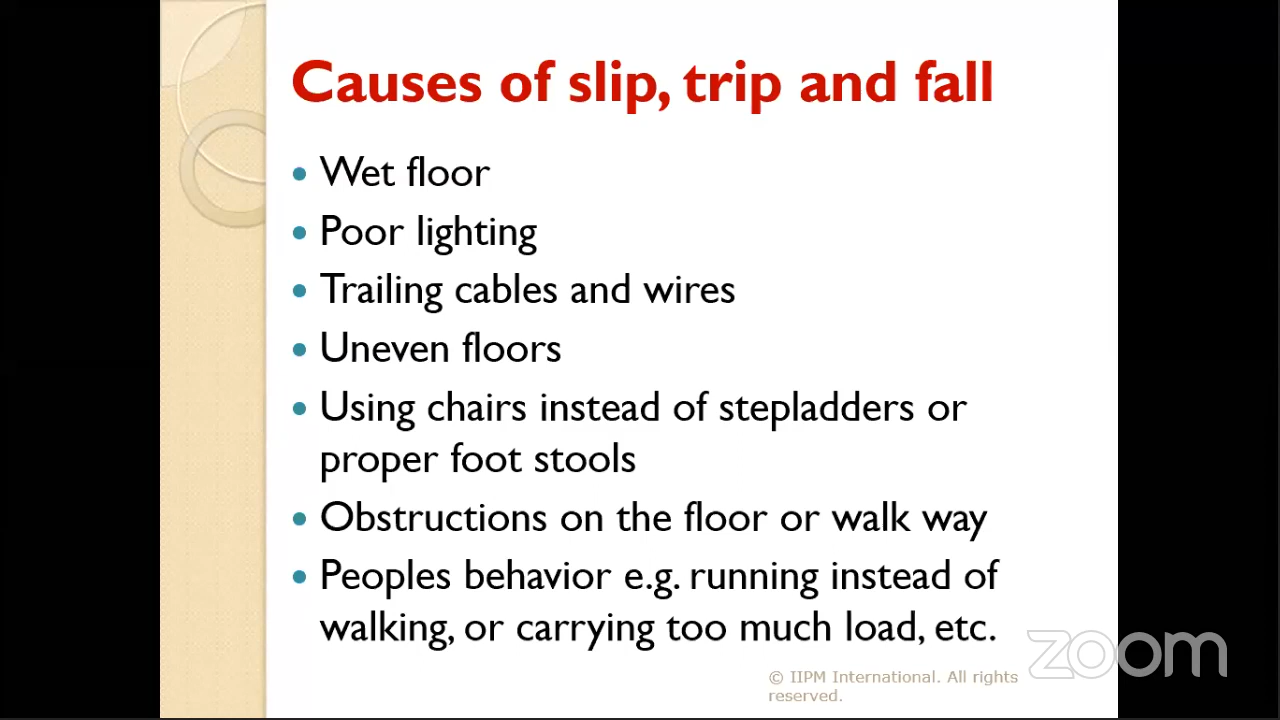 Causes of slip, trip and fall
Wet floor
Poor lighting
Trailing cables and wires
Uneven floors
Using chairs instead of stepladders or
proper foot stools
Obstructions on the floor or walk way
Peoples behavior e.g. running instead of
walking, or carrying too much load, etc.
zoom
© IIPM International. All rights
reserved.